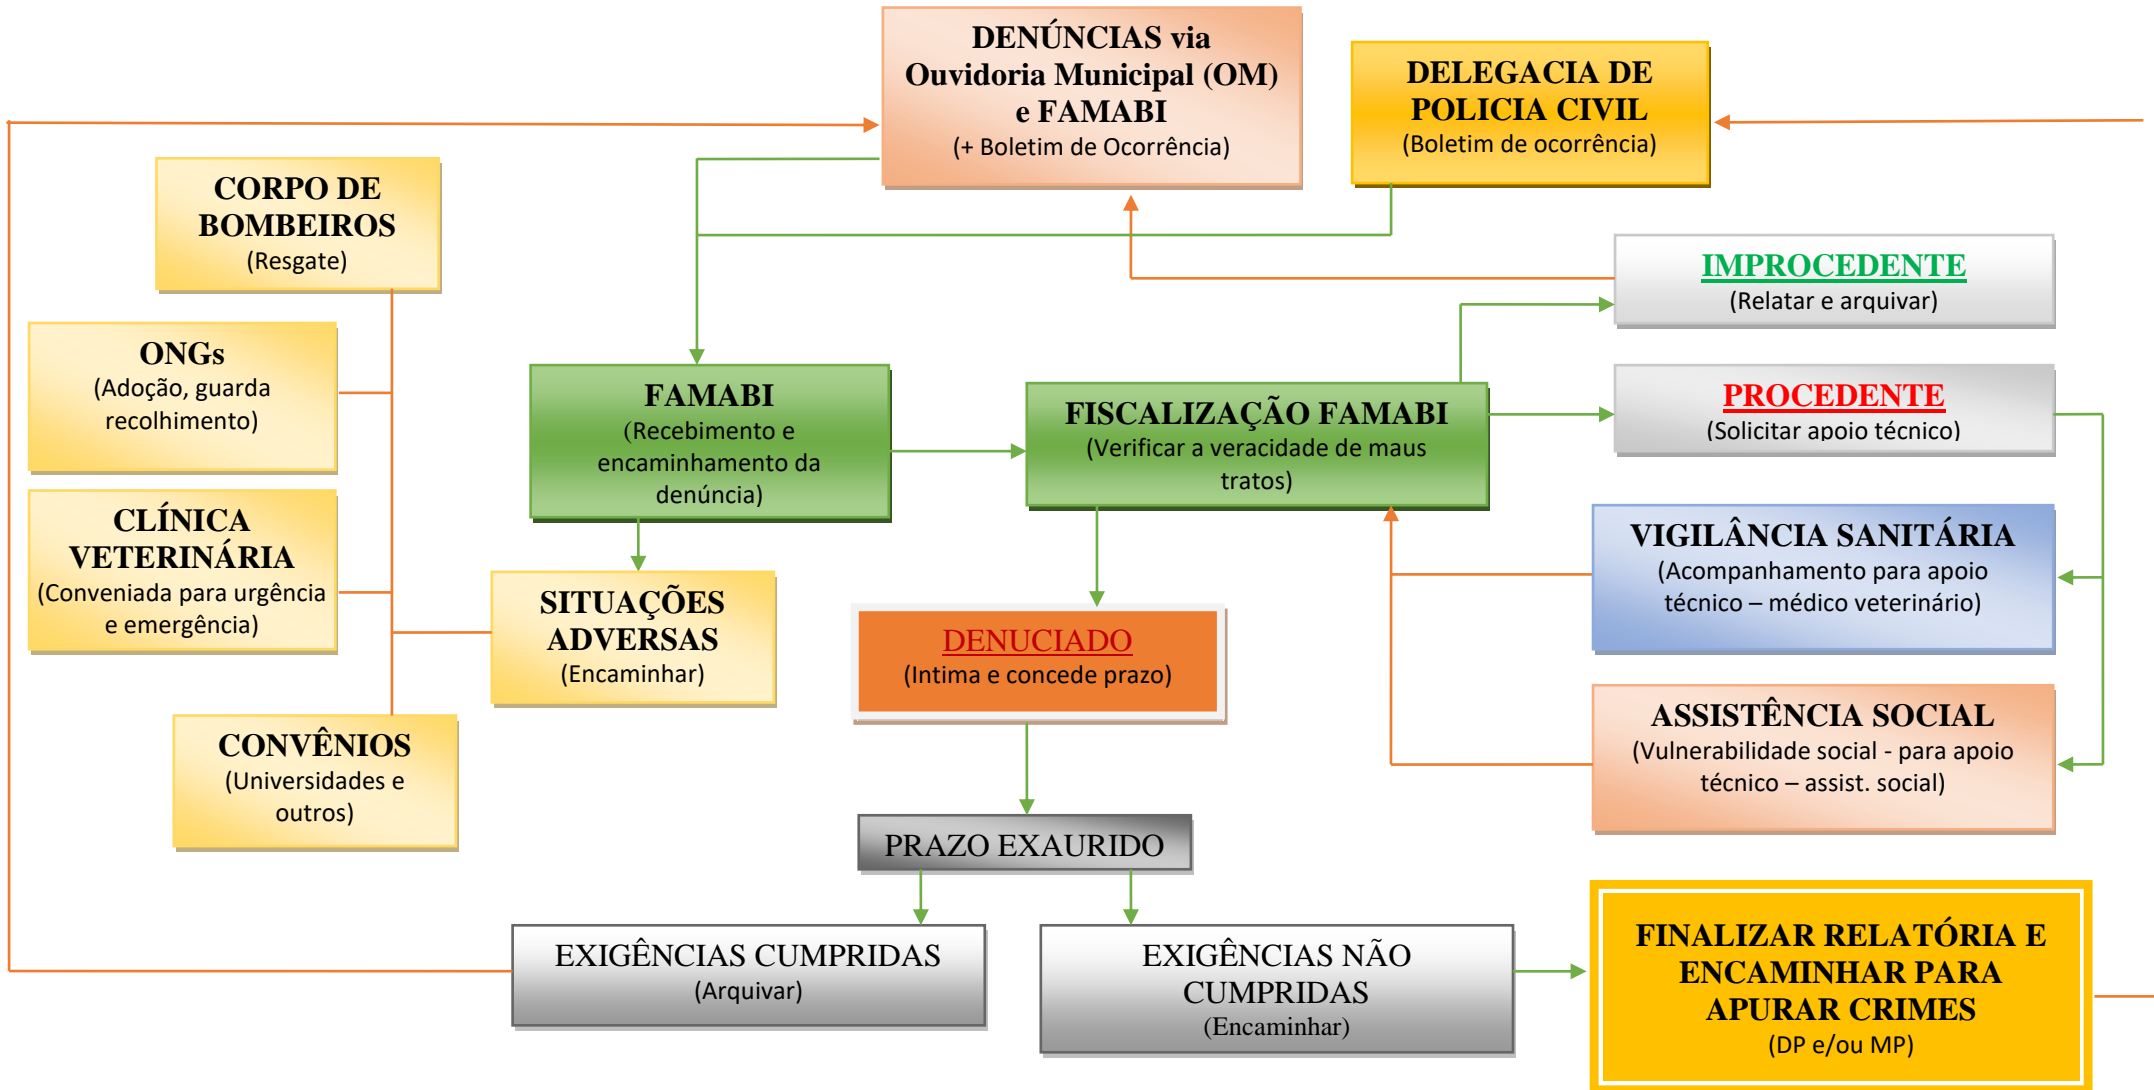 DENÚNCIAS via
Ouvidoria Municipal (OM)
e FAMABI
(+ Boletim de Ocorrência)
DELEGACIA DE
POLICIA CIVIL
(Boletim de ocorrência)
CORPO DE
BOMBEIROS
(Resgate)
IMPROCEDENTE
(Relatar e arquivar)
ONGs
(Adoção, guarda
recolhimento)
FAMABI
(Recebimento e
encaminhamento da
denúncia)
FISCALIZAÇÃO FAMABI
(Verificar a veracidade de maus
tratos)
PROCEDENTE
(Solicitar apoio técnico)
CLÍNICA
VETERINÁRIA
(Conveniada para urgência
e emergência)
SITUAÇÕES
ADVERSAS
(Encaminhar)
DENUCIADO
(Intima e concede prazo)
VIGILÂNCIA SANITÁRIA
(Acompanhamento para apoio
técnico – médico veterinário)
CONVÊNIOS
(Universidades e
outros)
ASSISTÊNCIA SOCIAL
(Vulnerabilidade social - para apoio
técnico – assist. social)
PRAZO EXAURIDO
EXIGÊNCIAS CUMPRIDAS
(Arquivar)
EXIGÊNCIAS NÃO
CUMPRIDAS
(Encaminhar)
FINALIZAR RELATÓRIA E
ENCAMINHAR PARA
APURAR CRIMES
(DP e/ou MP)